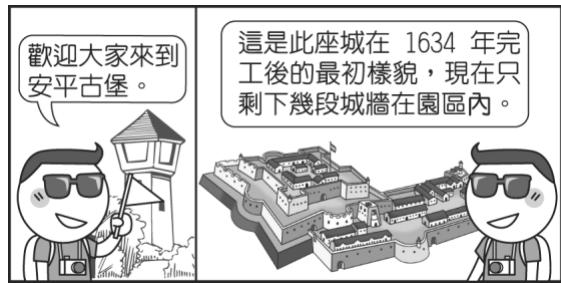 歡迎大家來到
安平古堡。
這是此座城在 1634 年完
工後的最初樣貌，現在只
剩下幾段城牆在園區內。